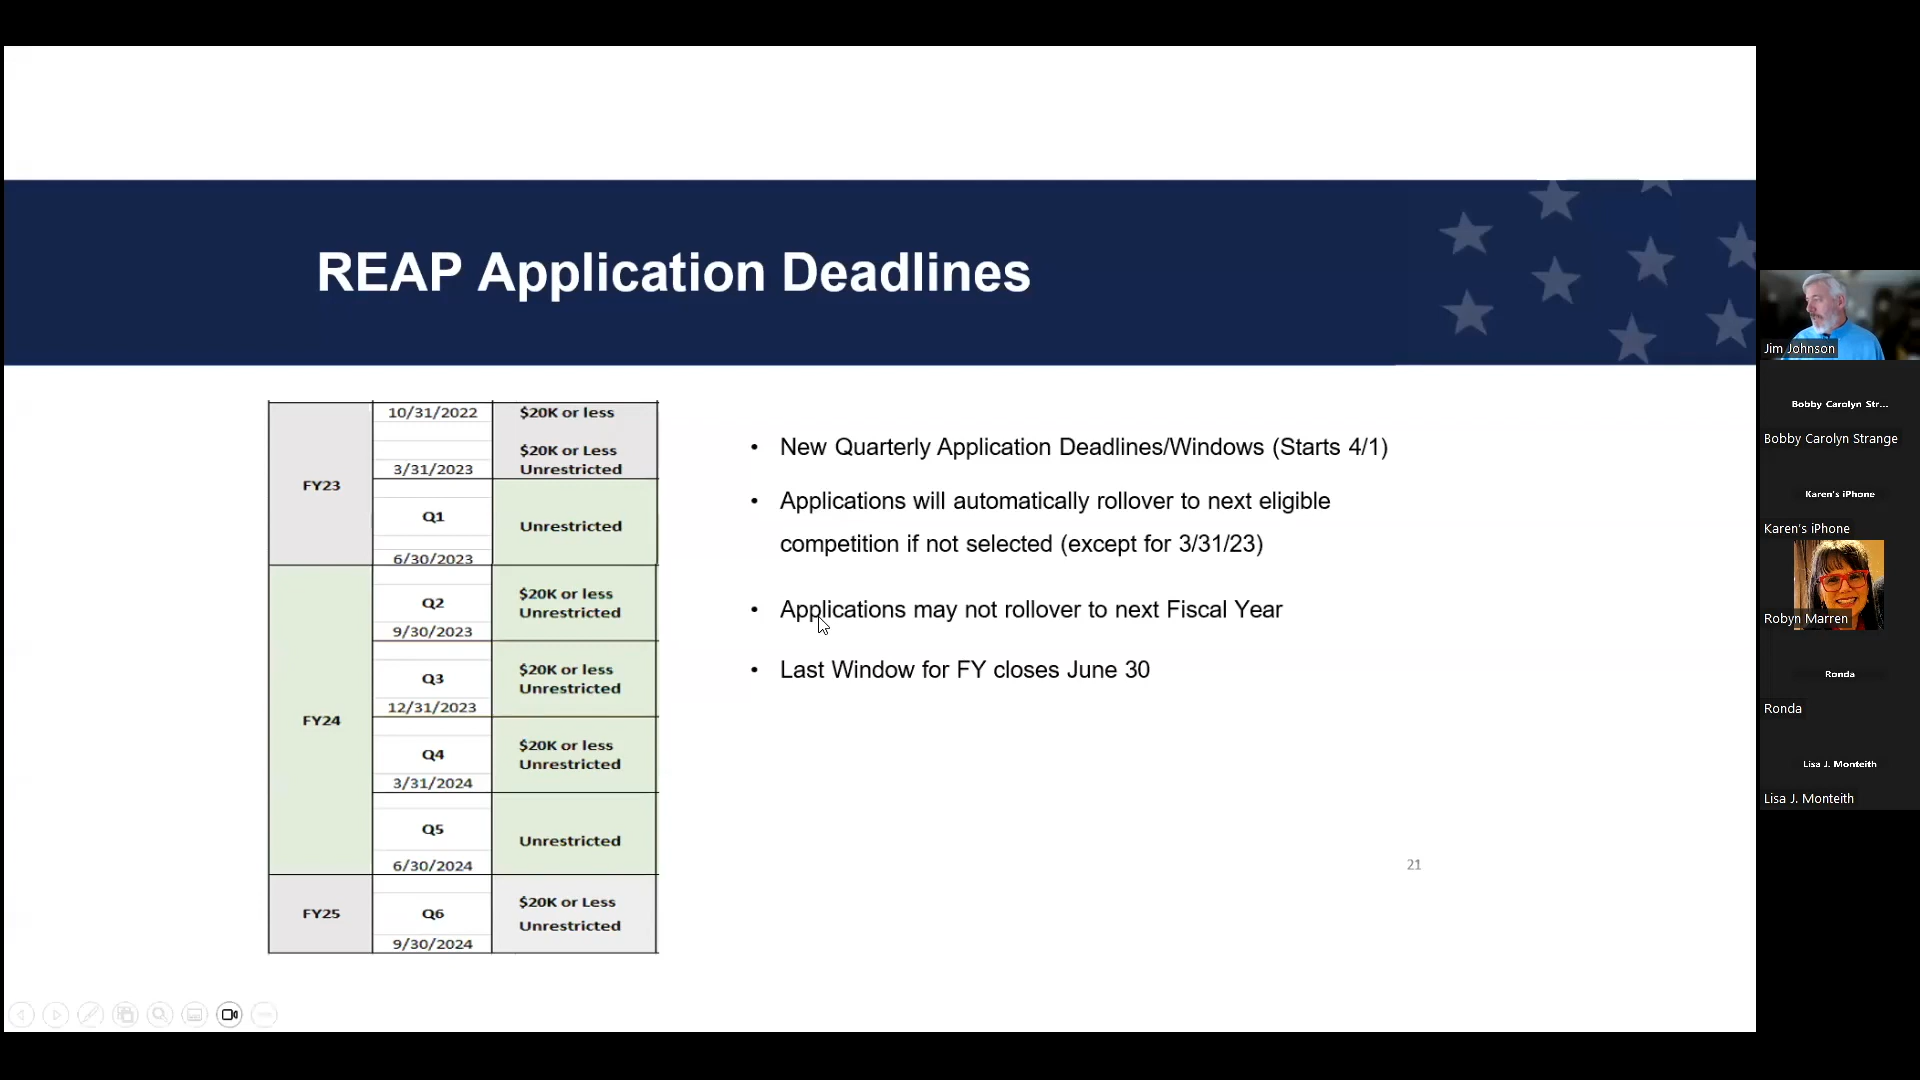 REAP Application Deadlines
FY23
10/31/2022
$20K or less
$20K or Less
3/31/2023
Unrestricted
Q1
Unrestricted
6/30/2023
FY24
Q2
$20K or less
Unrestricted
9/30/2023
Q3
$20K or less
Unrestricted
12/31/2023
Q4
$20K or less
Unrestricted
3/31/2024
Q5
Unrestricted
6/30/2024
FY25
Q6
$20K or Less
Unrestricted
9/30/2024
• New Quarterly Application Deadlines/Windows (Starts 4/1)
• Applications will automatically rollover to next eligible
competition if not selected (except for 3/31/23)
• Applications may not rollover to next Fiscal Year
• Last Window for FY closes June 30
21
Jim Johnson
Bobby Carolyn Str...
Bobby Carolyn Strange
Karen's iPhone
Karen's iPhone
Robyn Marren
Ronda
Ronda
Lisa J. Monteith
Lisa J. Monteith